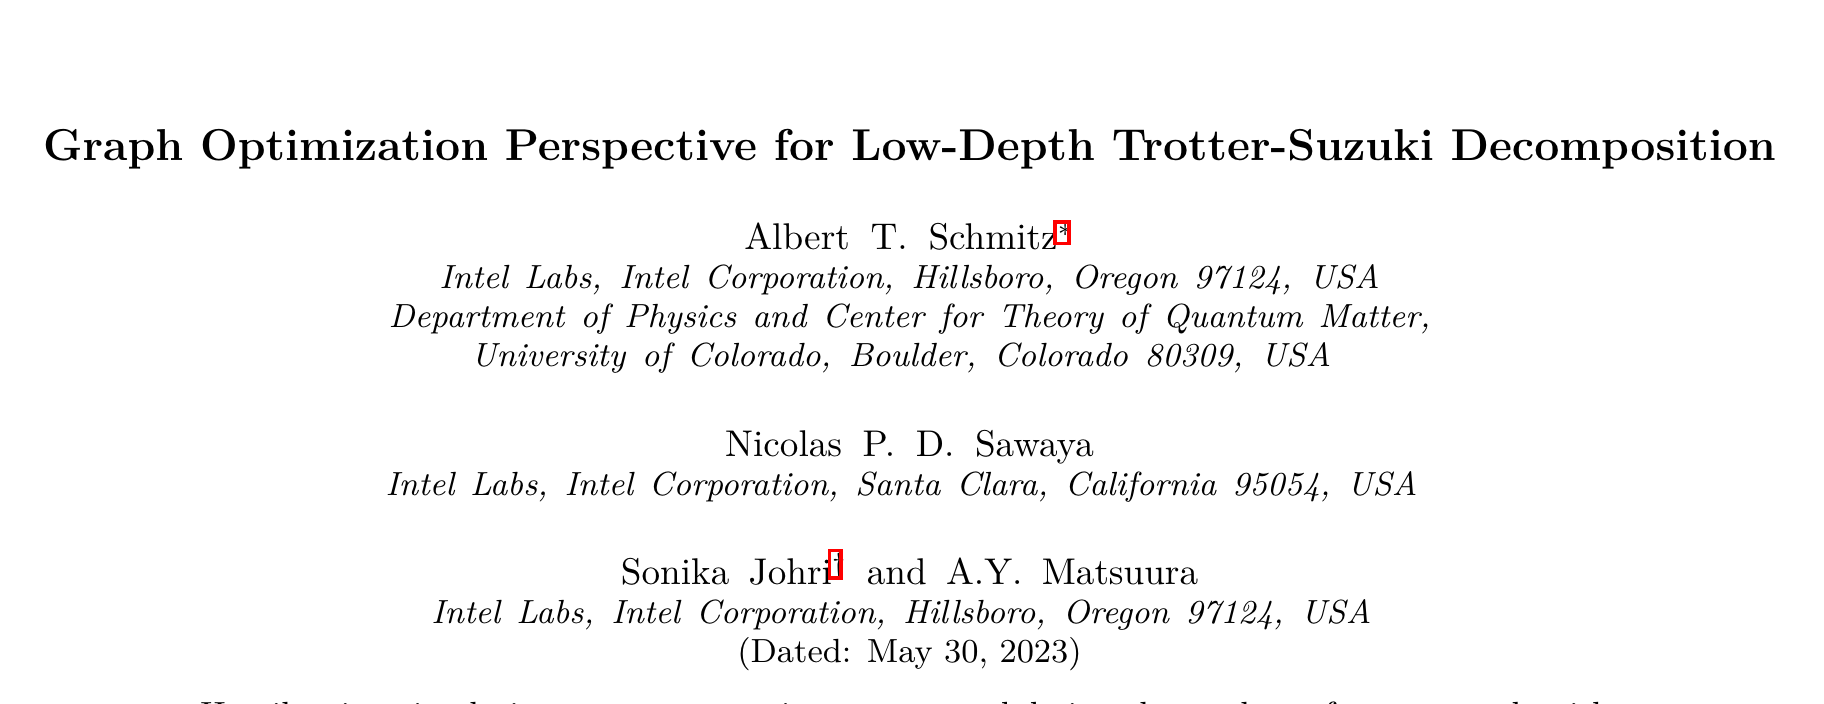 Graph Optimization Perspective for Low-Depth Trotter-Suzuki Decomposition
Albert T. Schmitz*
Intel Labs, Intel Corporation, Hillsboro, Oregon 97124, USA
Department of Physics and Center for Theory of Quantum Matter,
University of Colorado, Boulder, Colorado 80309, USA
Nicolas P. D. Sawaya
Intel Labs, Intel Corporation, Santa Clara, California 95054, USA
Sonika Johri† and A.Y. Matsuura
Intel Labs, Intel Corporation, Hillsboro, Oregon 97124, USA
(Dated: May 30, 2023)